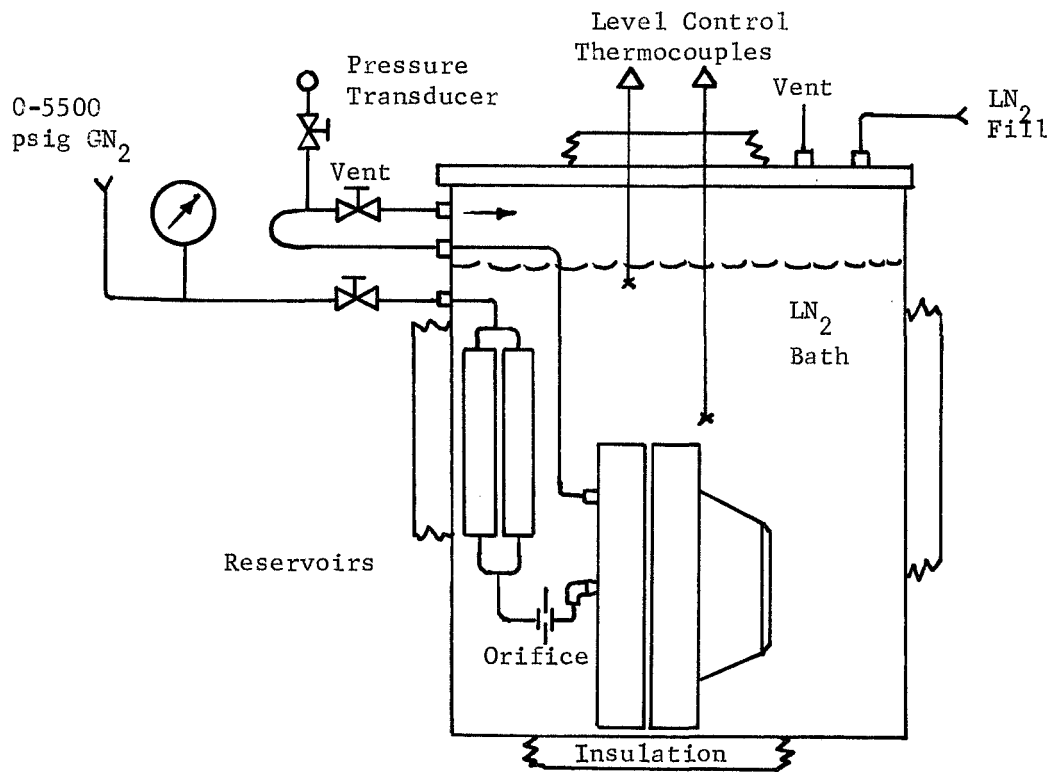 Level Control
Thermocouples
Pressure
Transducer
Vent
LN2
Fill
0-5500
psig GN2
Vent
LN2
Bath
Reservoirs
Orifice
Insulation